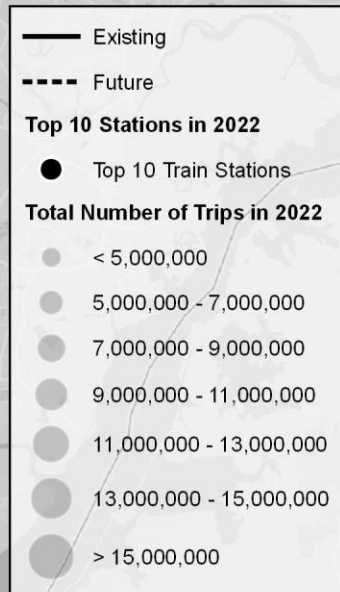 Existing
Future
Top 10 Stations in 2022
Top 10 Train Stations
Total Number of Trips in 2022
< 5,000,000
5,000,000 - 7,000,000
7,000,000 - 9,000,000
9,000,000 - 11,000,000
11,000,000 - 13,000,000
13,000,000 - 15,000,000
> 15,000,000